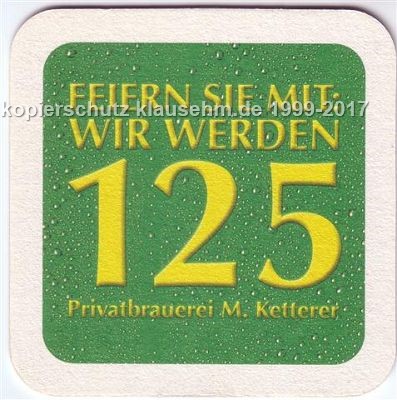 FEIERN SIE MIT:
kopierschutz-klausehm.de 1999-2017
WIR WERDEN
125
Privatbrauerei M. Ketterer